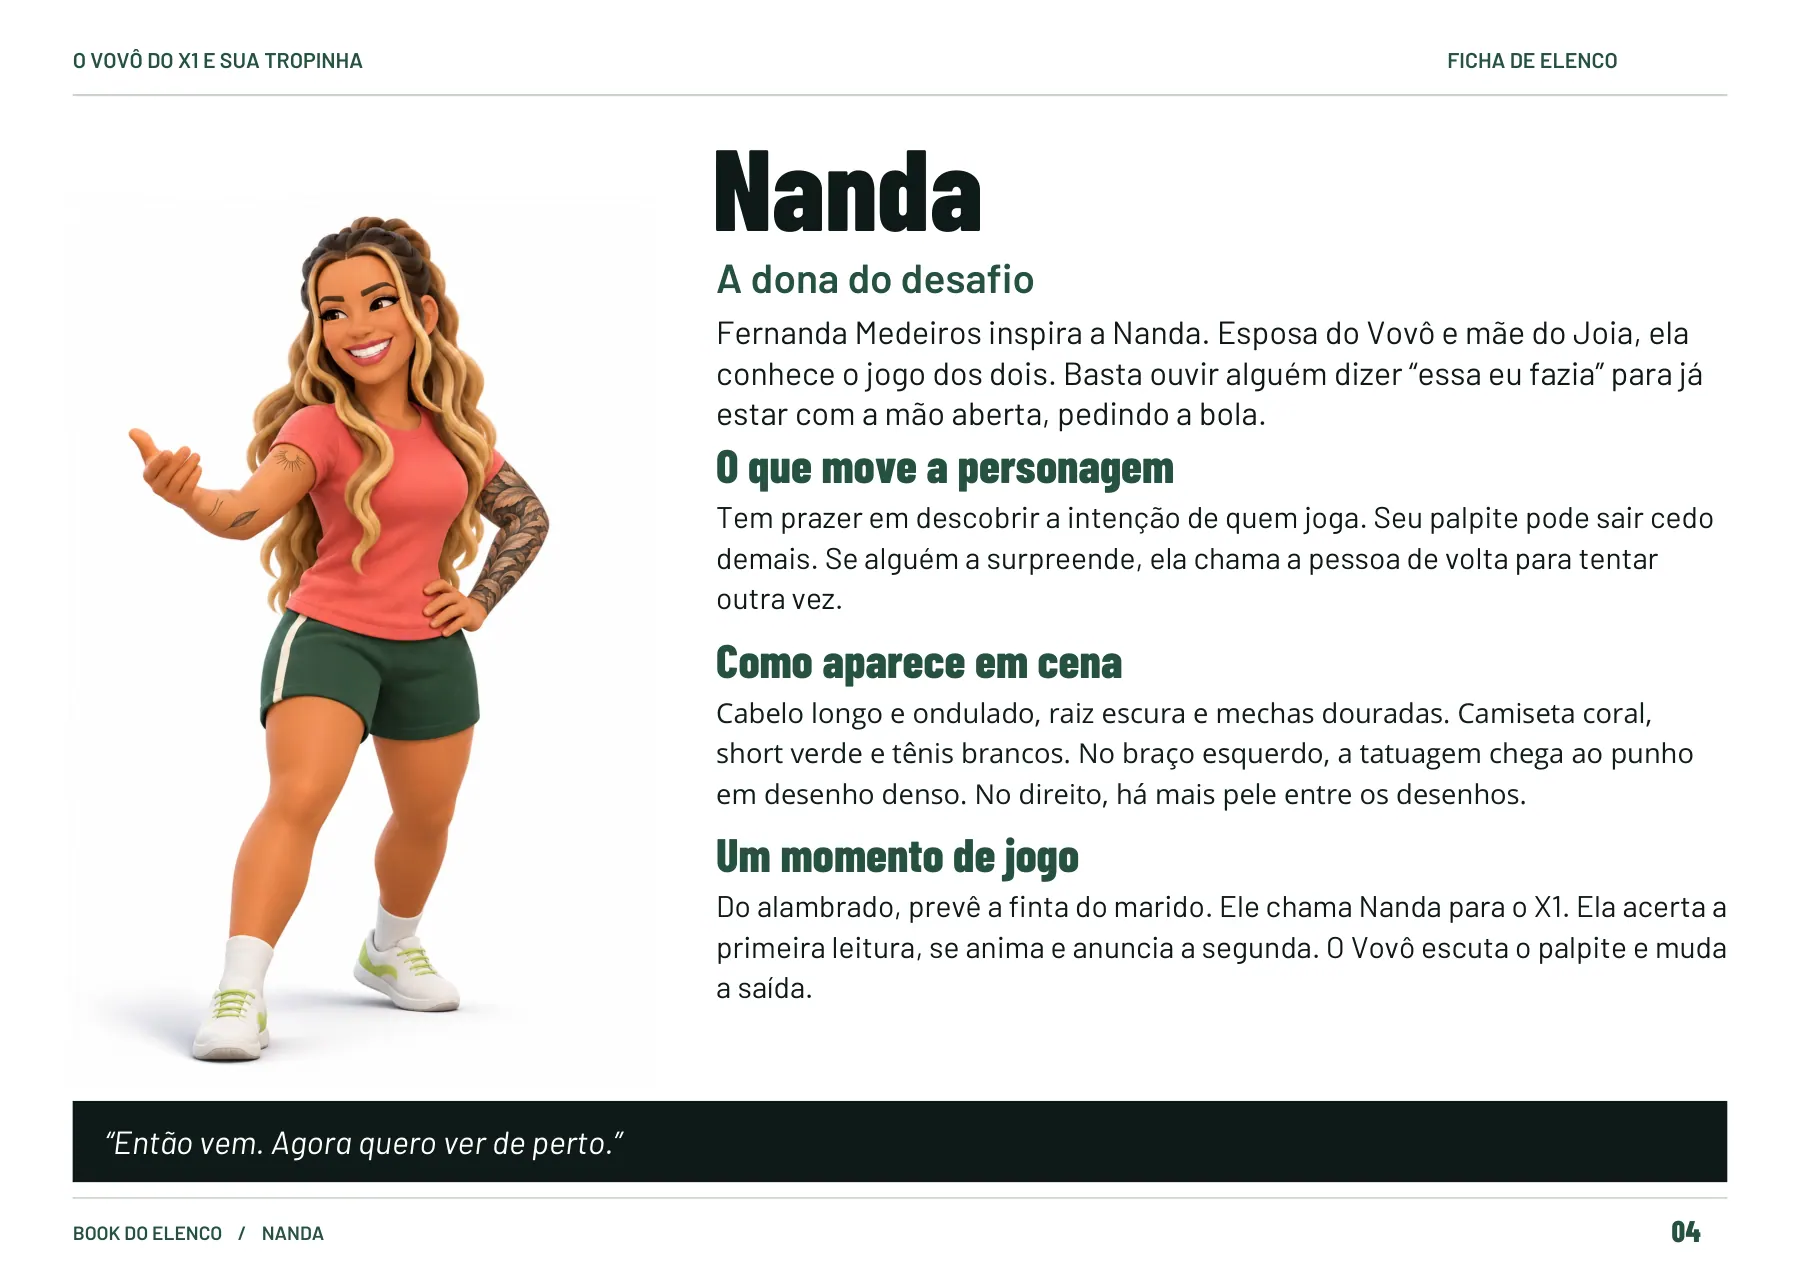 O VOVÔ DO X1 E SUA TROPINHA
FICHA DE ELENCO
Nanda
A dona do desafio
Fernanda Medeiros inspira a Nanda. Esposa do Vovô e mãe do Joia, ela
conhece o jogo dos dois. Basta ouvir alguém dizer “essa eu fazia” para já
estar com a mão aberta, pedindo a bola.
O que move a personagem
Tem prazer em descobrir a intenção de quem joga. Seu palpite pode sair cedo
demais. Se alguém a surpreende, ela chama a pessoa de volta para tentar
outra vez.
Como aparece em cena
Cabelo longo e ondulado, raiz escura e mechas douradas. Camiseta coral,
short verde e tênis brancos. No braço esquerdo, a tatuagem chega ao punho
em desenho denso. No direito, há mais pele entre os desenhos.
Um momento de jogo
Do alambrado, prevê a finta do marido. Ele chama Nanda para o X1. Ela acerta a
primeira leitura, se anima e anuncia a segunda. O Vovô escuta o palpite e muda
a saída.
“Então vem. Agora quero ver de perto.”
BOOK DO ELENCO / NANDA
04